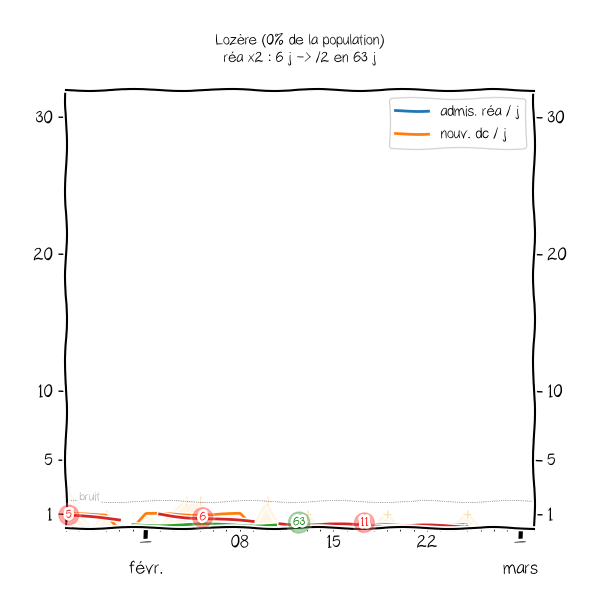 Lozère (0% de la population)
réa x2 : 6 j -> /2 en 63 j
admis. réa / j
nouv. dc / j
30
30
20
20
10
10
5
5
... bruit
1
1
5
6
63
11
08
15
22
févr.
mars